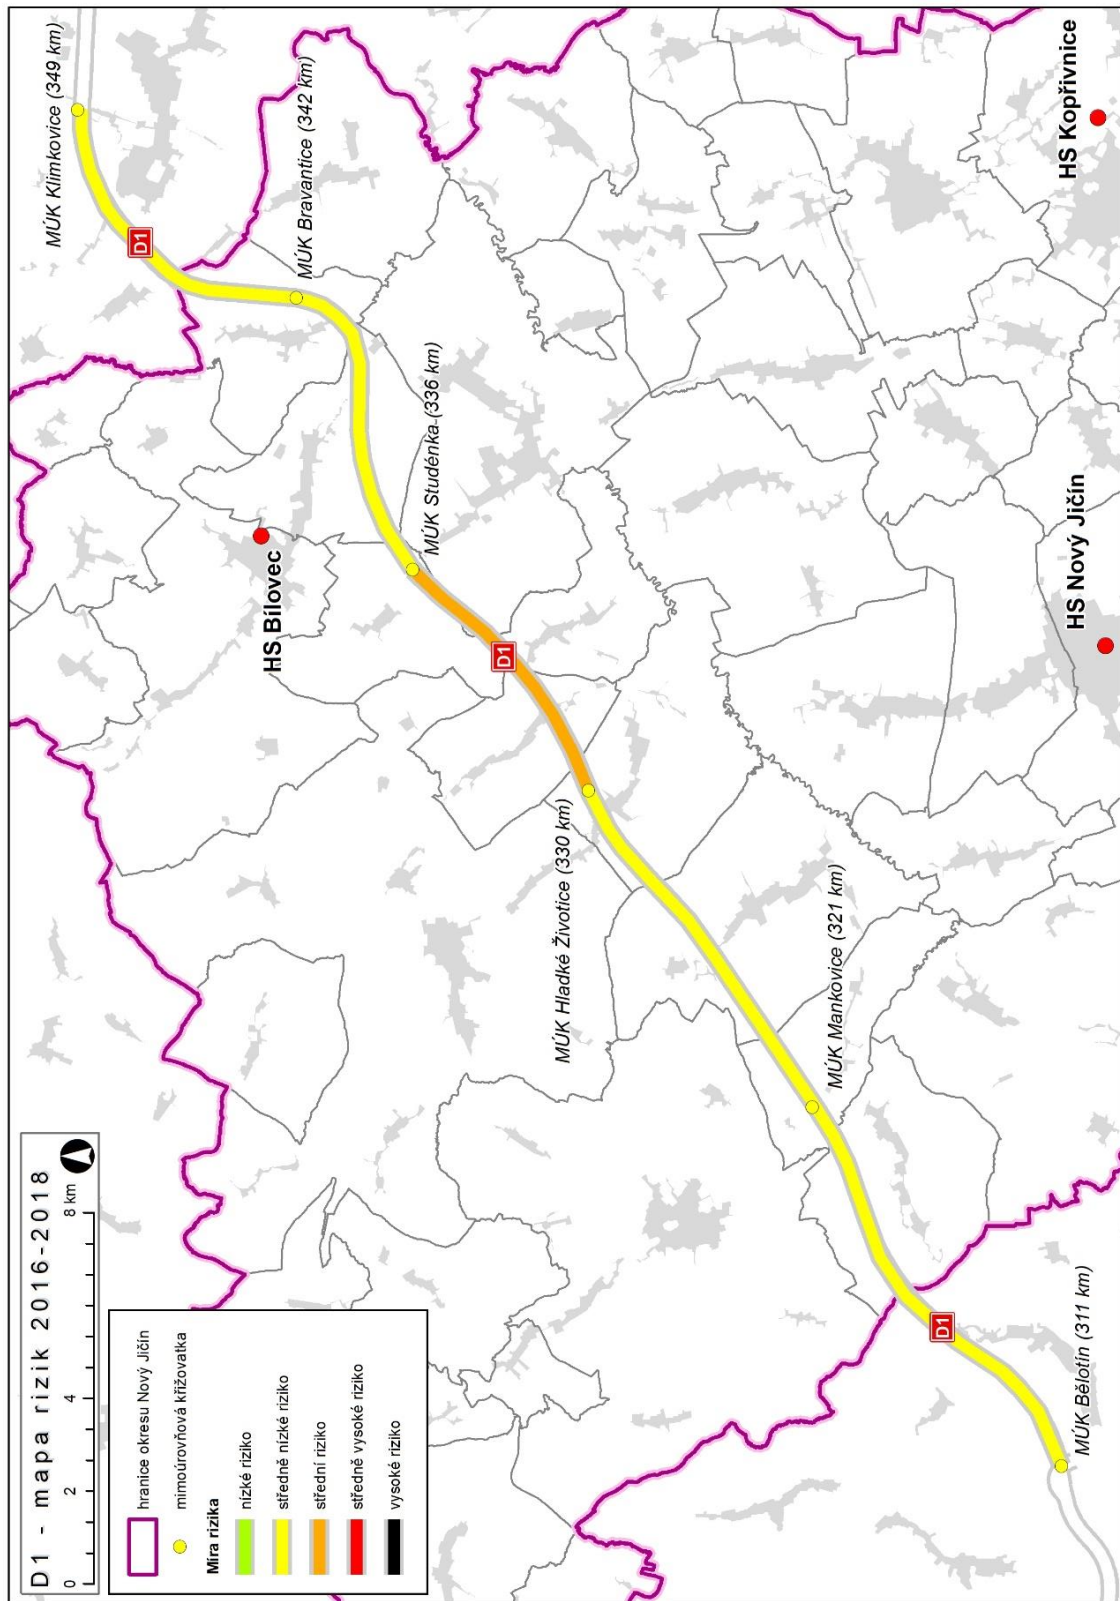 D1 - mapa rizik 2016-2018
0 2 4 8 km
hranice okresu Nový Jičín
mimoúrovňová křižovatka
Míra rizika
nízké riziko
středně nízké riziko
střední riziko
středně vysoké riziko
vysoké riziko
MÚK Klimkovice (349 km)
D1
MÚK Bravantice (342 km)
MÚK Studénka (336 km)
HS Bílovec
D1
MÚK Hladké Životice (330 km)
MÚK Mankovice (321 km)
D1
MÚK Bělotín (311 km)
HS Kopřivnice
HS Nový Jičín